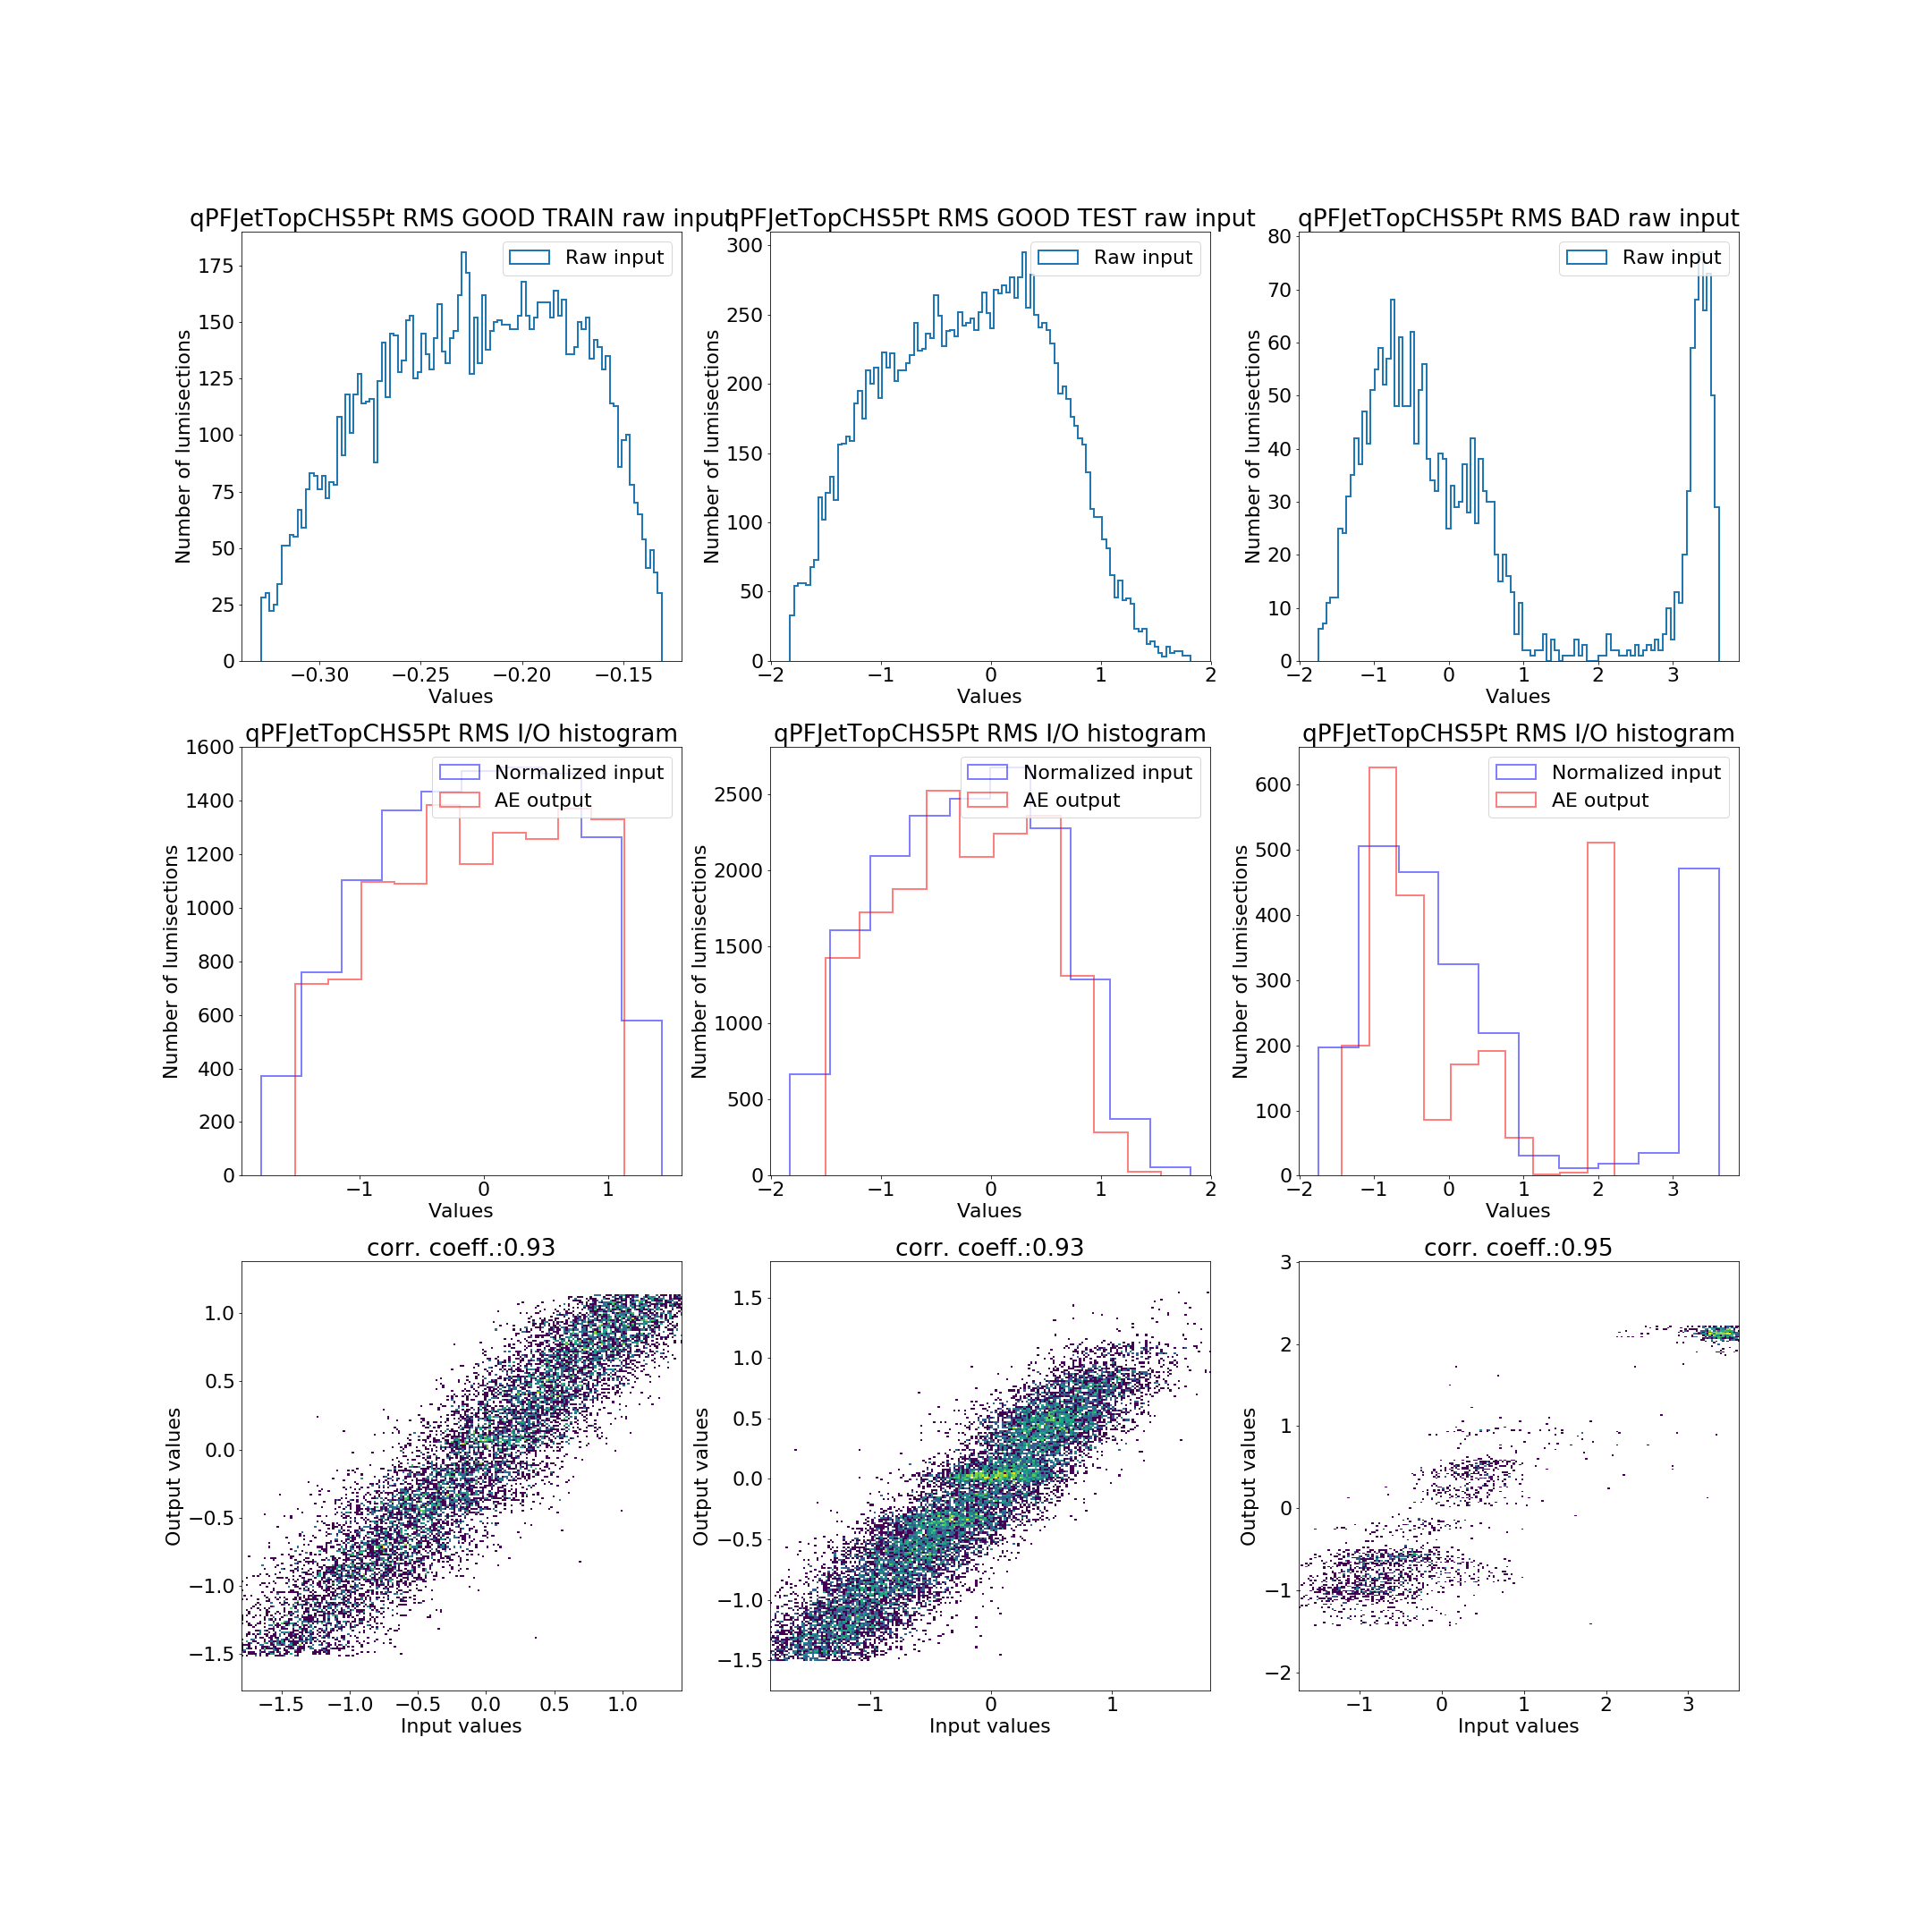 qPFJetTopCHS5Pt RMS GOOD TRAIN raw input
qPFJetTopCHS5Pt RMS GOOD TEST raw input
qPFJetTopCHS5Pt RMS BAD raw input
Raw input
Raw input
Raw input
Number of lumisections
175
150
125
100
75
50
25
0
−0.30 −0.25 −0.20 −0.15
Values
Number of lumisections
300
250
200
150
100
50
0
−2 −1 0 1 2
Values
Number of lumisections
80
70
60
50
40
30
20
10
0
−2 −1 0 1 2 3
Values
qPFJetTopCHS5Pt RMS I/O histogram
Normalized input
AE output
Number of lumisections
1600
1400
1200
1000
800
600
400
200
0
−1 0 1
Values
qPFJetTopCHS5Pt RMS I/O histogram
Normalized input
AE output
Number of lumisections
2500
2000
1500
1000
500
0
−2 −1 0 1 2
Values
qPFJetTopCHS5Pt RMS I/O histogram
Normalized input
AE output
Number of lumisections
600
500
400
300
200
100
0
−2 −1 0 1 2 3
Values
corr. coeff.:0.93
Output values
1.0
0.5
0.0
−0.5
−1.0
−1.5
−1.5 −1.0 −0.5 0.0 0.5 1.0
Input values
corr. coeff.:0.93
Output values
1.5
1.0
0.5
0.0
−0.5
−1.0
−1.5
−1 0 1
Input values
corr. coeff.:0.95
Output values
3
2
1
0
−1
−2
−1 0 1 2 3
Input values